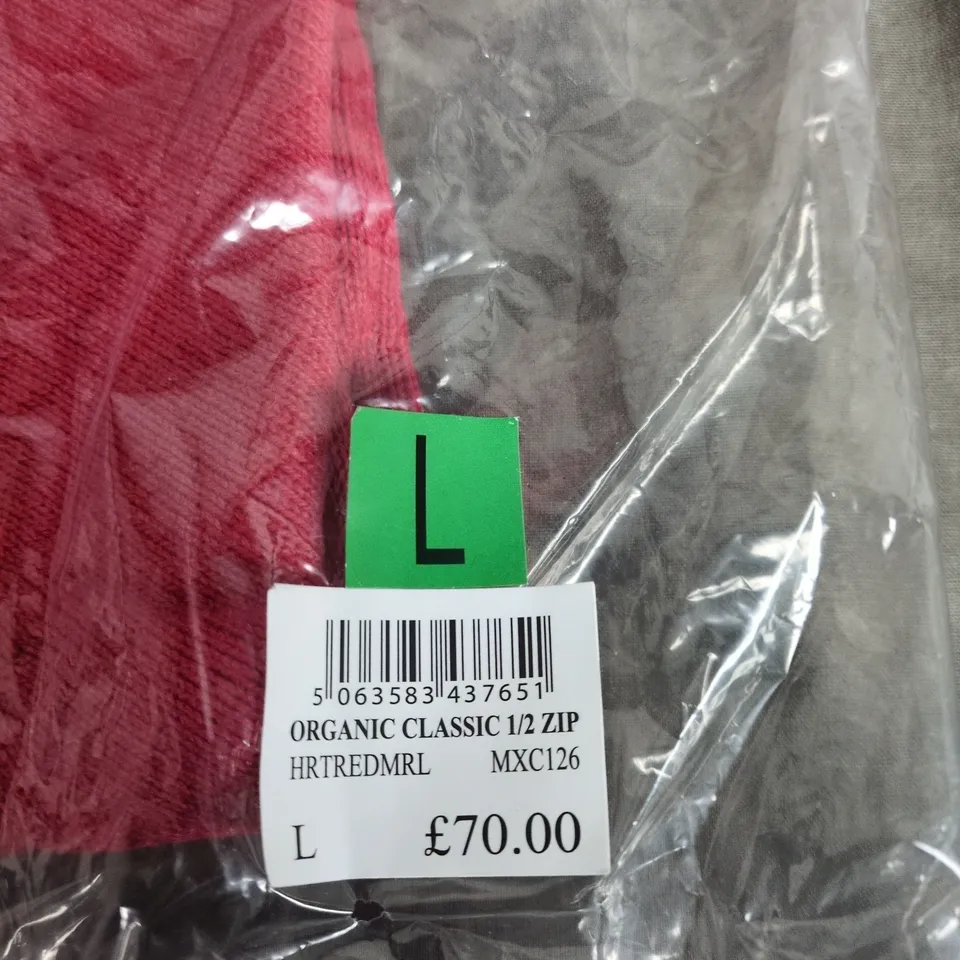 L
5 063583 437651
ORGANIC CLASSIC 1/2 ZIP
HRTREDMRL MXC126
L £70.00